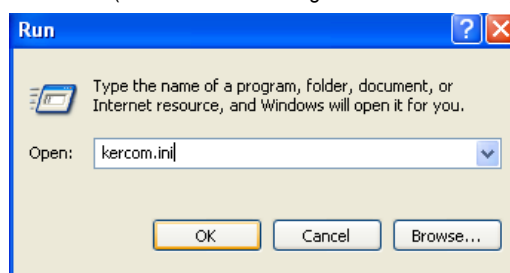 Run
Type the name of a program, folder, document, or
Internet resource, and Windows will open it for you.
Open: kercom.ini
OK Cancel Browse...